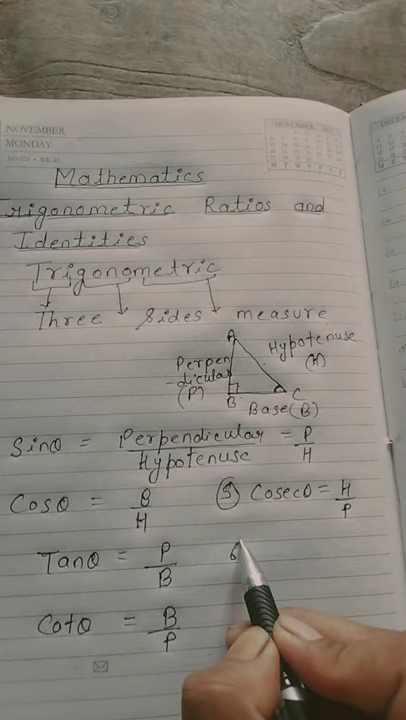 NOVEMBER
MONDAY
NOVEMBER
Mathematics
Trigonometric Ratios and
Identities
Trigonometric
Three Sides measure
A
Hypotenuse
(H)
Perpen
-dicular
(P)
B
C
Base(B)
Sinθ = Perpendicular/Hypotenuse = P/H
Cosθ = B/H
(5) Cosecθ = H/P
Tanθ = P/B
6
Cotθ = B/P